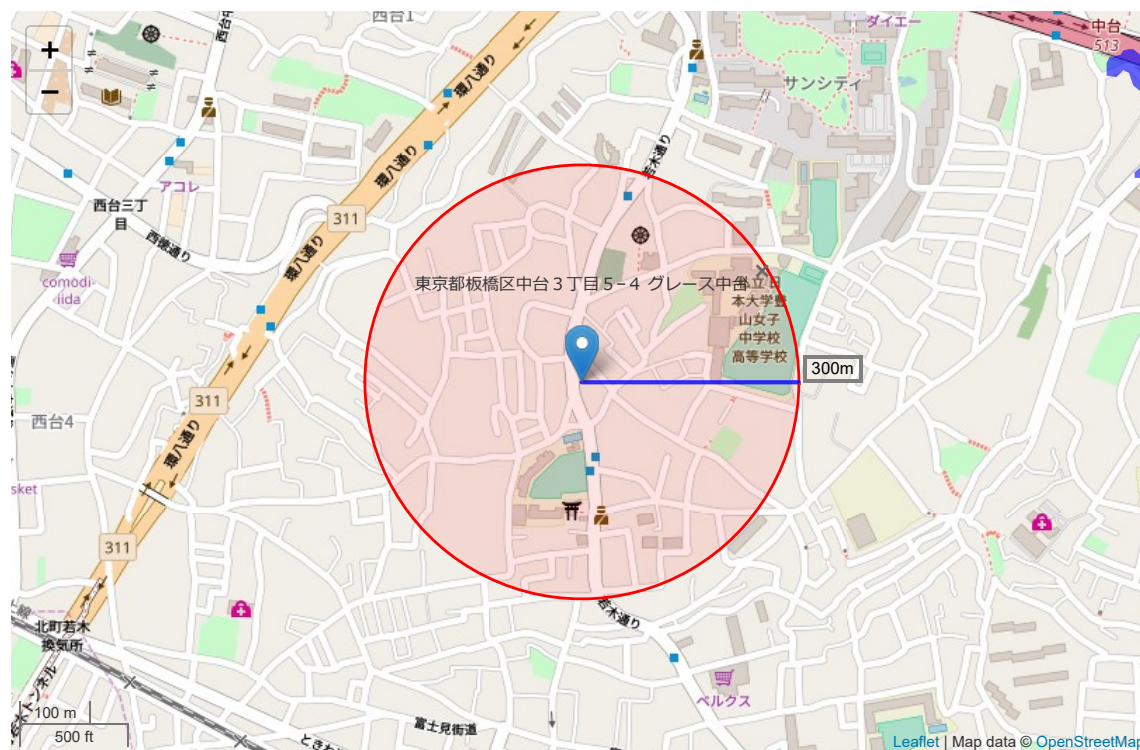 西台1
ダイエー
中台
513
+
−
環八通り
サンシティ
環八通り
若木通り
アコレ
西台三丁
目
311
西徳通り
環八通り
comodi-
iida
東京都板橋区中台３丁目５−４ グレース中台
私立 日
本大学豊
山女子
中学校
高等学校
300m
311
西台4
環八通り
sket
311
若木通り
北町若木
換気所
ベルクス
100 m
500 ft
富士見街道
Leaflet | Map data © OpenStreetMap